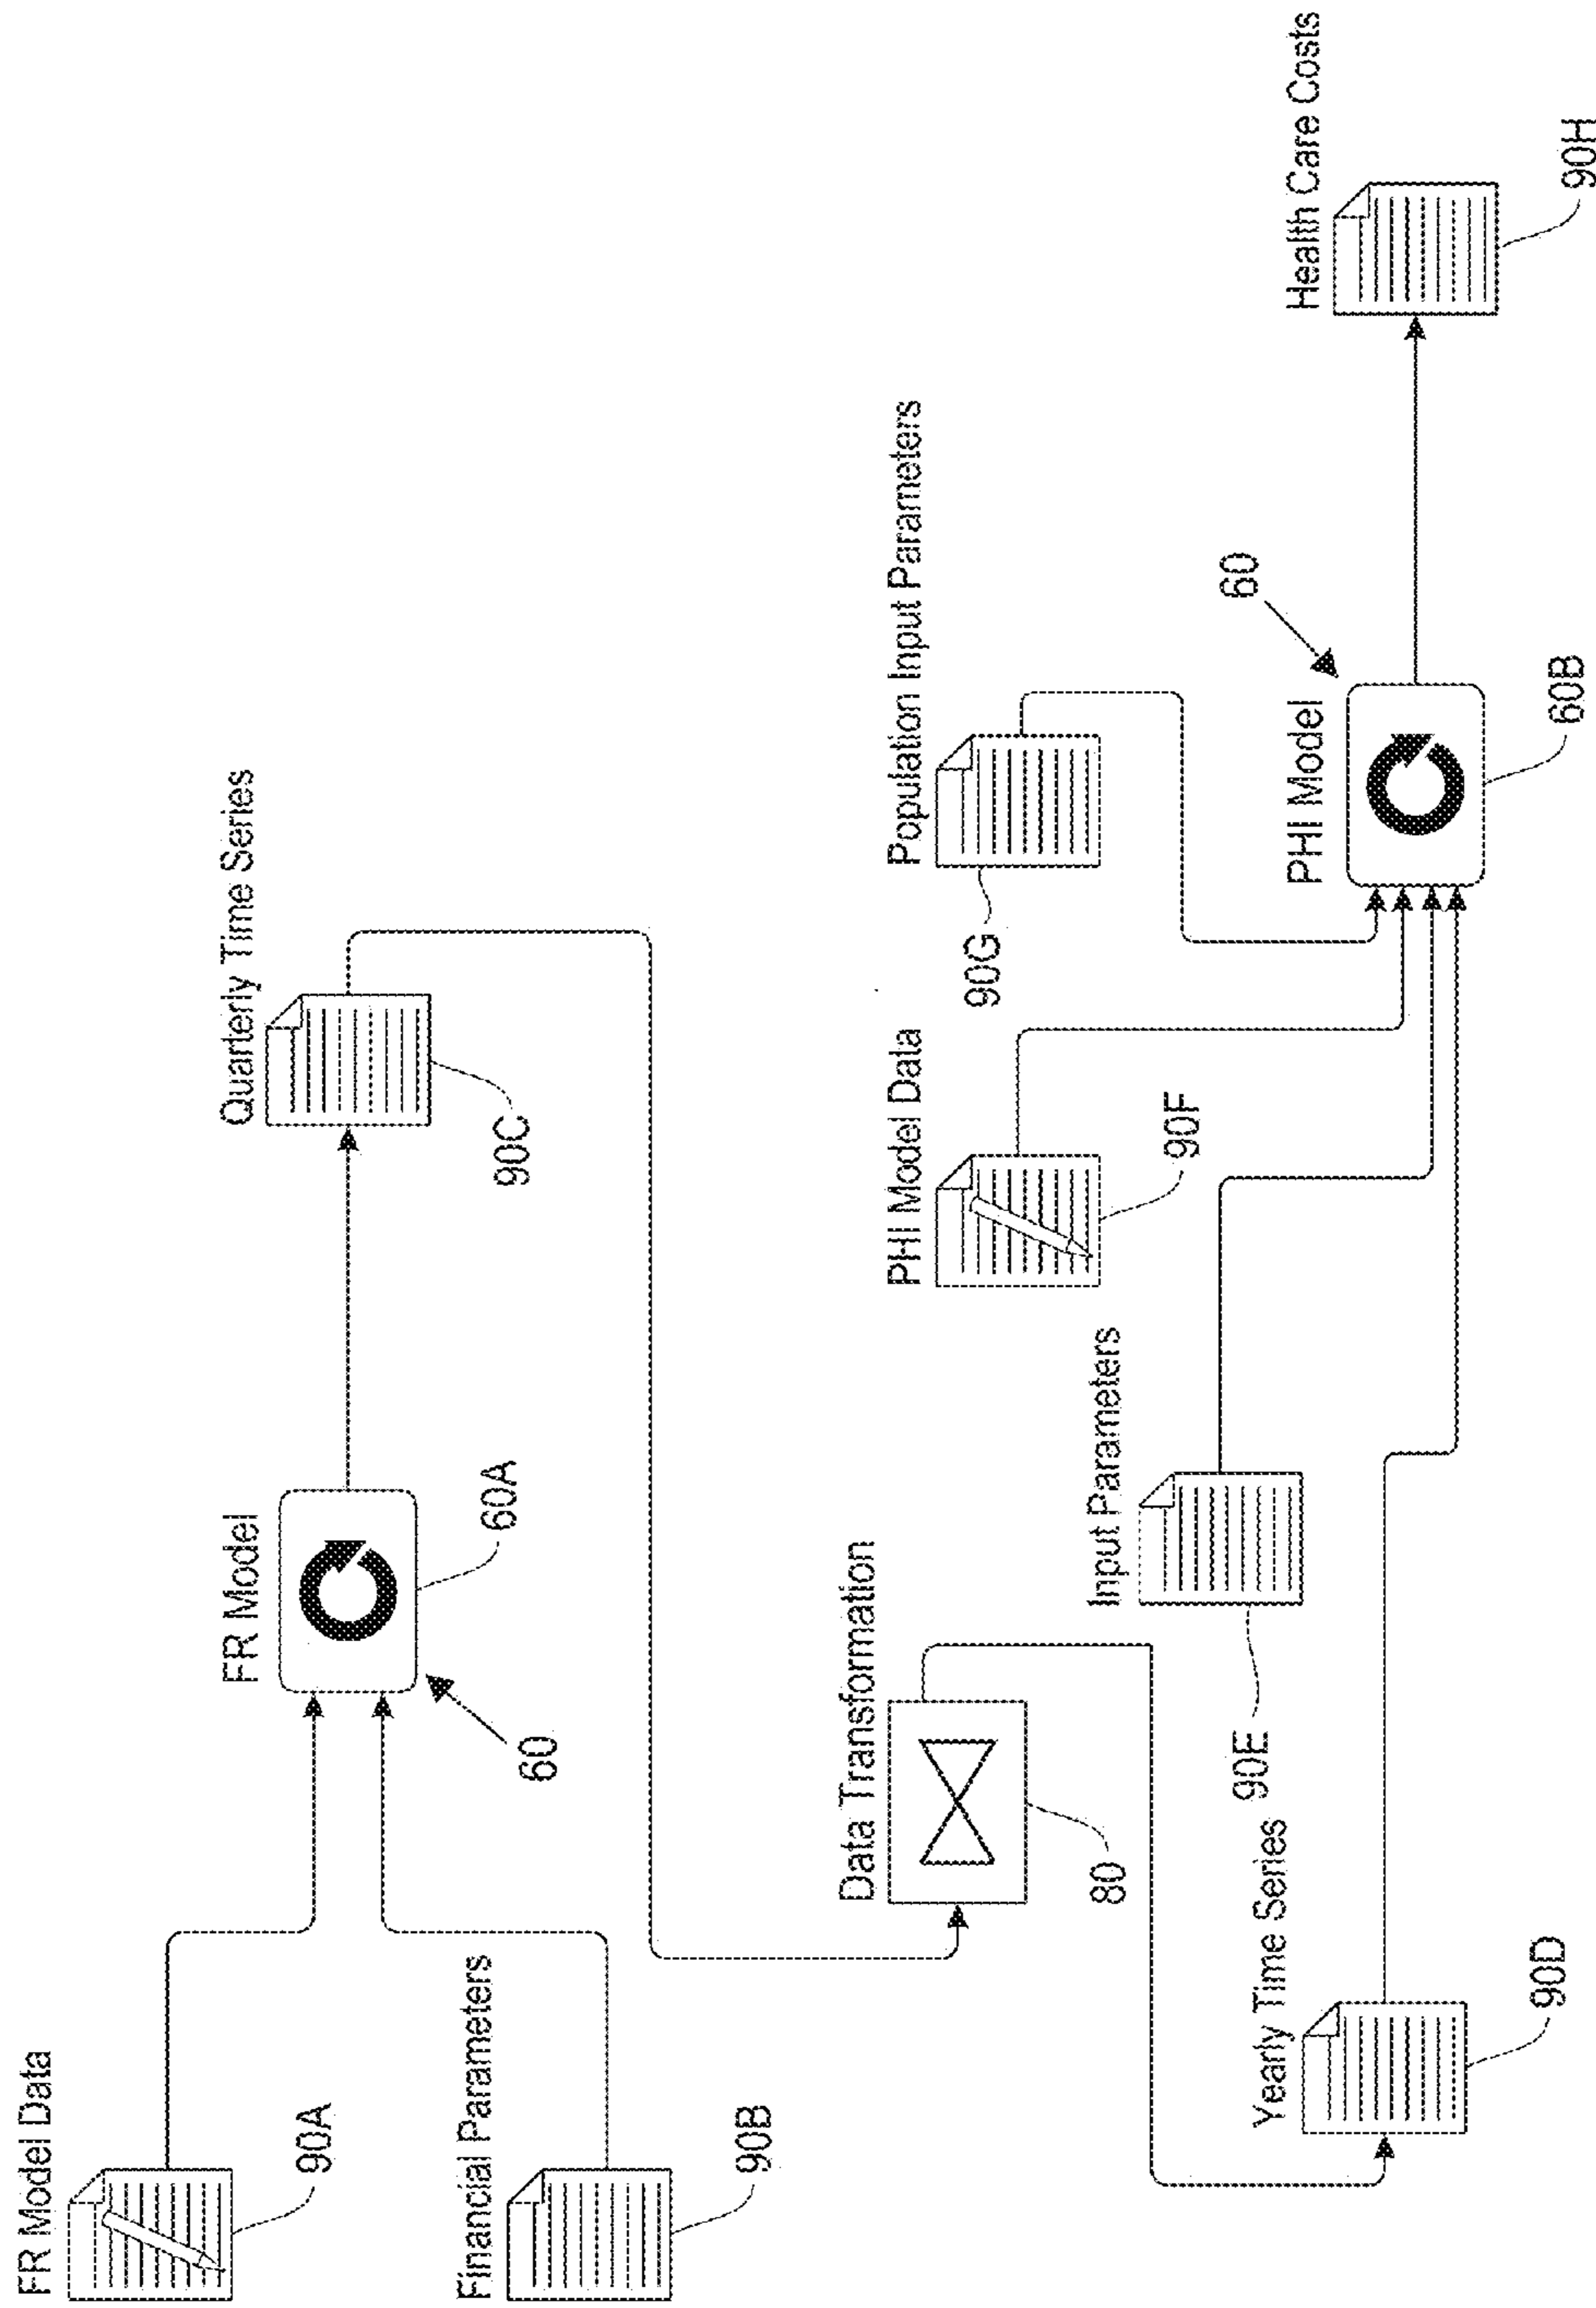 FR Model Data
90A
Financial Parameters
90B
FR Model
60A
60
Quarterly Time Series
90C
Data Transformation
80
Yearly Time Series
90D
Input Parameters
90E
PHI Model Data
90F
Population Input Parameters
90G
PHI Model
60
60B
Health Care Costs
90H